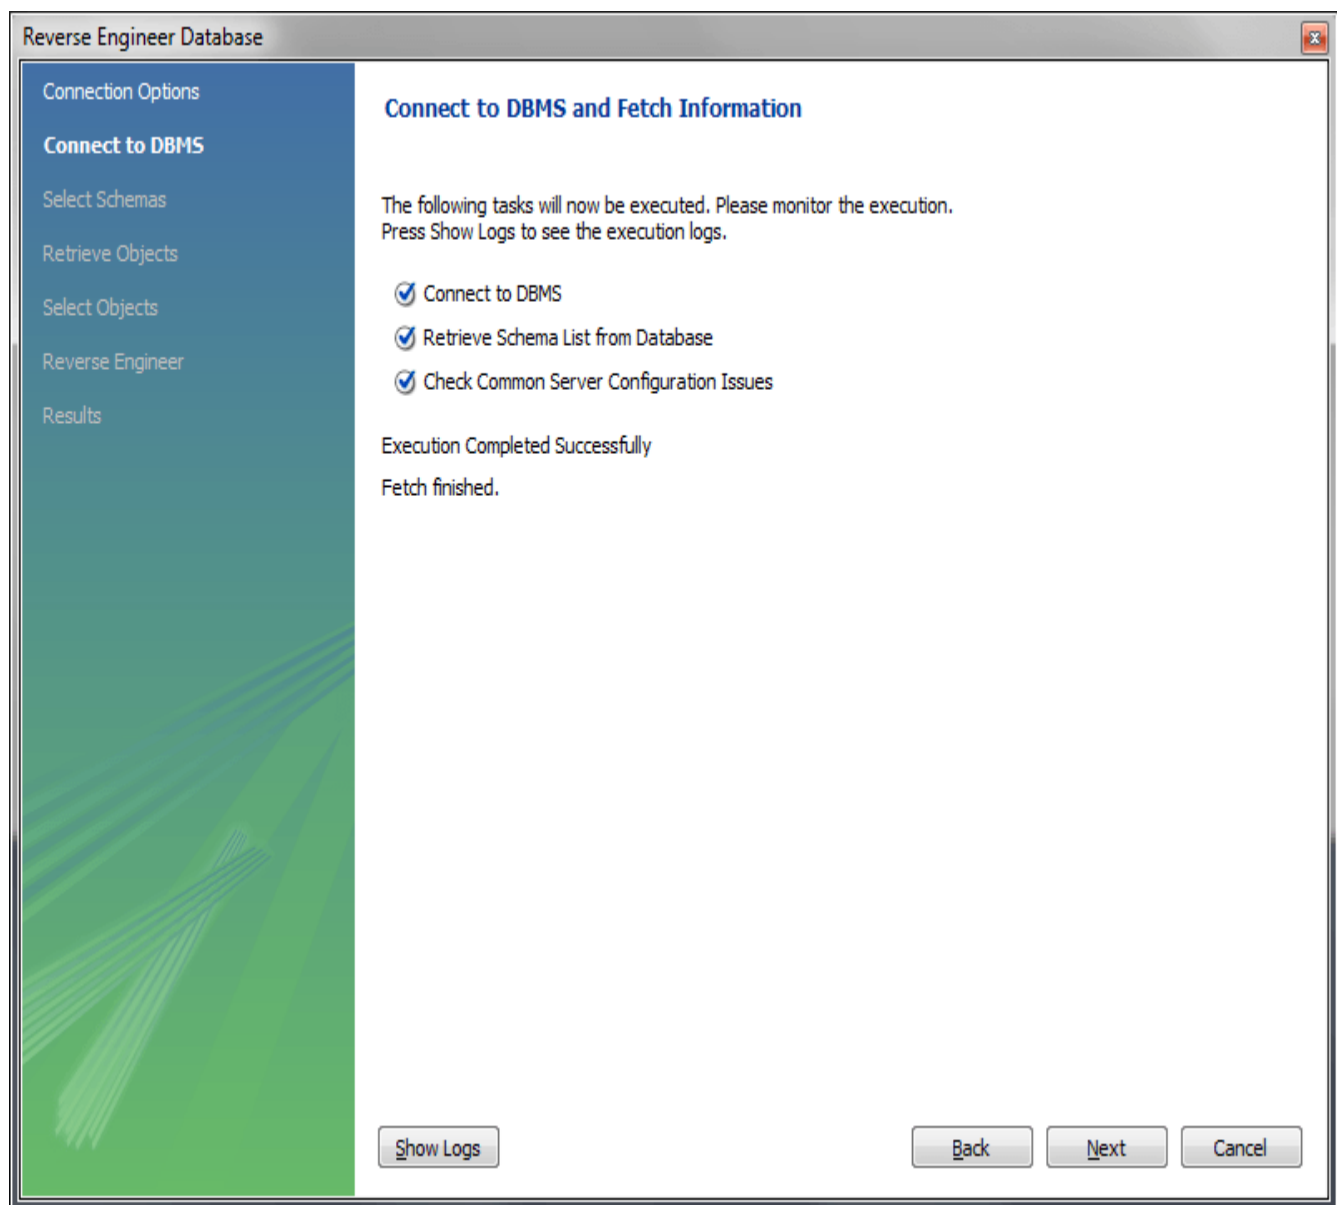 Reverse Engineer Database
Connection Options
Connect to DBMS
Select Schemas
Retrieve Objects
Select Objects
Reverse Engineer
Results
Connect to DBMS and Fetch Information
The following tasks will now be executed. Please monitor the execution.
Press Show Logs to see the execution logs.
Connect to DBMS
Retrieve Schema List from Database
Check Common Server Configuration Issues
Execution Completed Successfully
Fetch finished.
Show Logs
Back
Next
Cancel